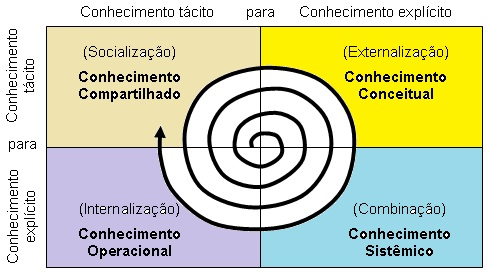 Conhecimento tácito para Conhecimento explícito
Conhecimento
tácito
para
Conhecimento
explícito
(Socialização)
Conhecimento
Compartilhado
(Externalização)
Conhecimento
Conceitual
(Internalização)
Conhecimento
Operacional
(Combinação)
Conhecimento
Sistêmico